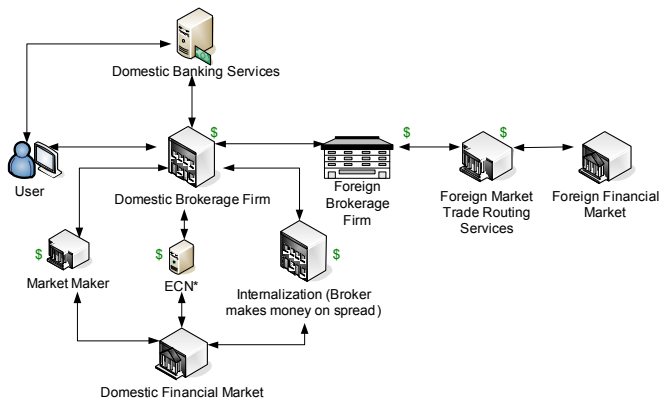 Domestic Banking Services
$
$
$
User
Domestic Brokerage Firm
Foreign
Brokerage
Firm
Foreign Market
Trade Routing
Services
Foreign Financial
Market
$
Market Maker
$
ECN*
$
Internalization (Broker
makes money on spread)
Domestic Financial Market